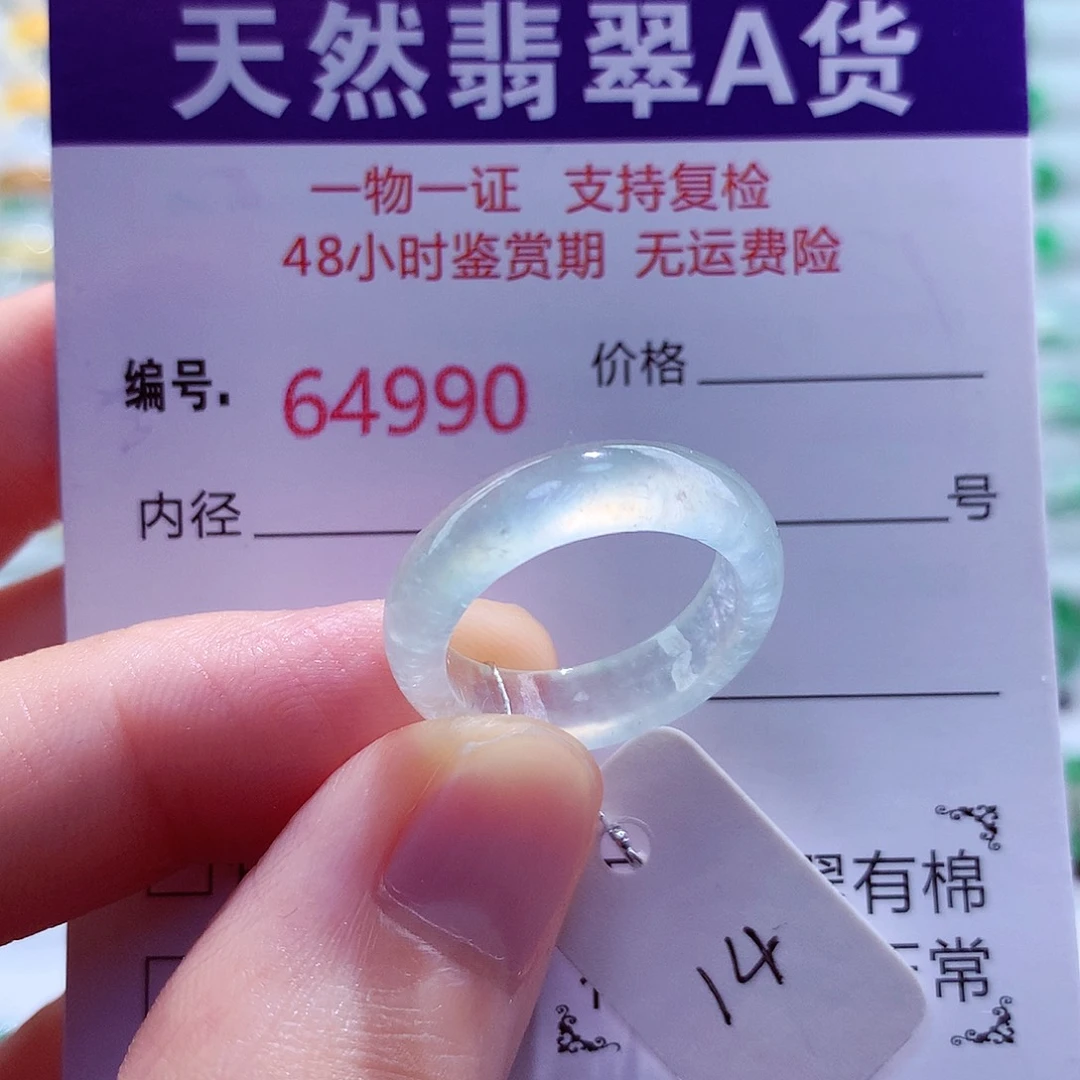 天然翡翠A货
一物一证 支持复检
48小时鉴赏期 无运费险
编号. 64990 价格
内径 号
有棉
常
14